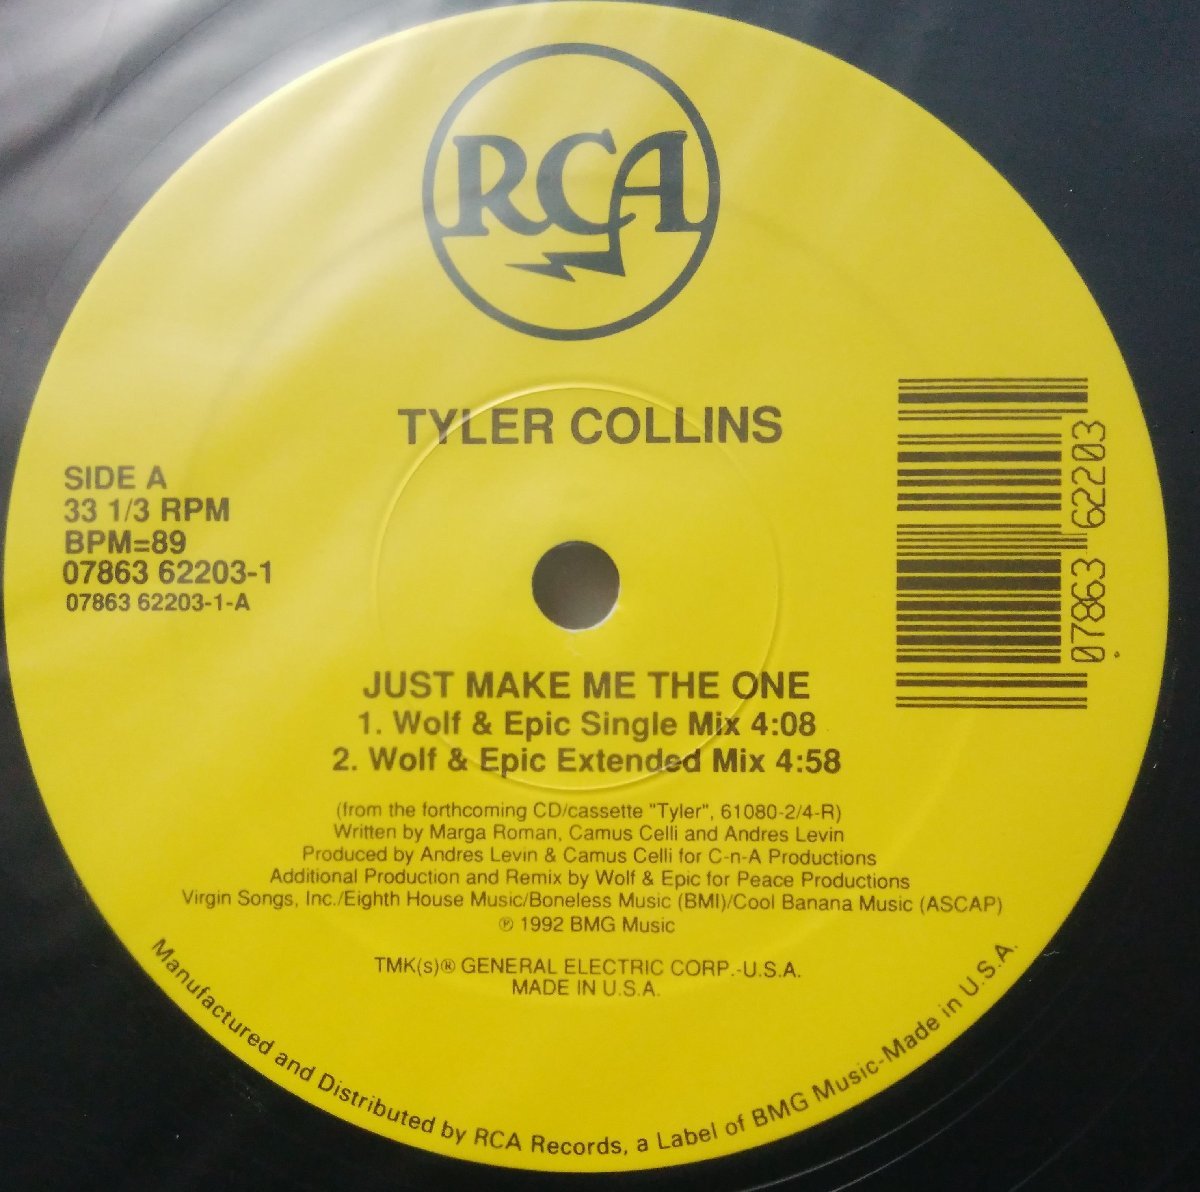 RCA
TYLER COLLINS
SIDE A
33 1/3 RPM
BPM=89
07863 62203-1
07863 62203-1-A
07863 62203
JUST MAKE ME THE ONE
1. Wolf & Epic Single Mix 4:08
2. Wolf & Epic Extended Mix 4:58
(from the forthcoming CD/cassette "Tyler", 61080-2/4-R)
Written by Marga Roman, Camus Celli and Andres Levin
Produced by Andres Levin & Camus Celli for C-n-A Productions
Additional Production and Remix by Wolf & Epic for Peace Productions
Virgin Songs, Inc./Eighth House Music/Boneless Music (BMI)/Cool Banana Music (ASCAP)
℗ 1992 BMG Music
TMK(s)® GENERAL ELECTRIC CORP.-U.S.A.
MADE IN U.S.A.
Manufactured and Distributed by RCA Records, a Label of BMG Music-Made in U.S.A.